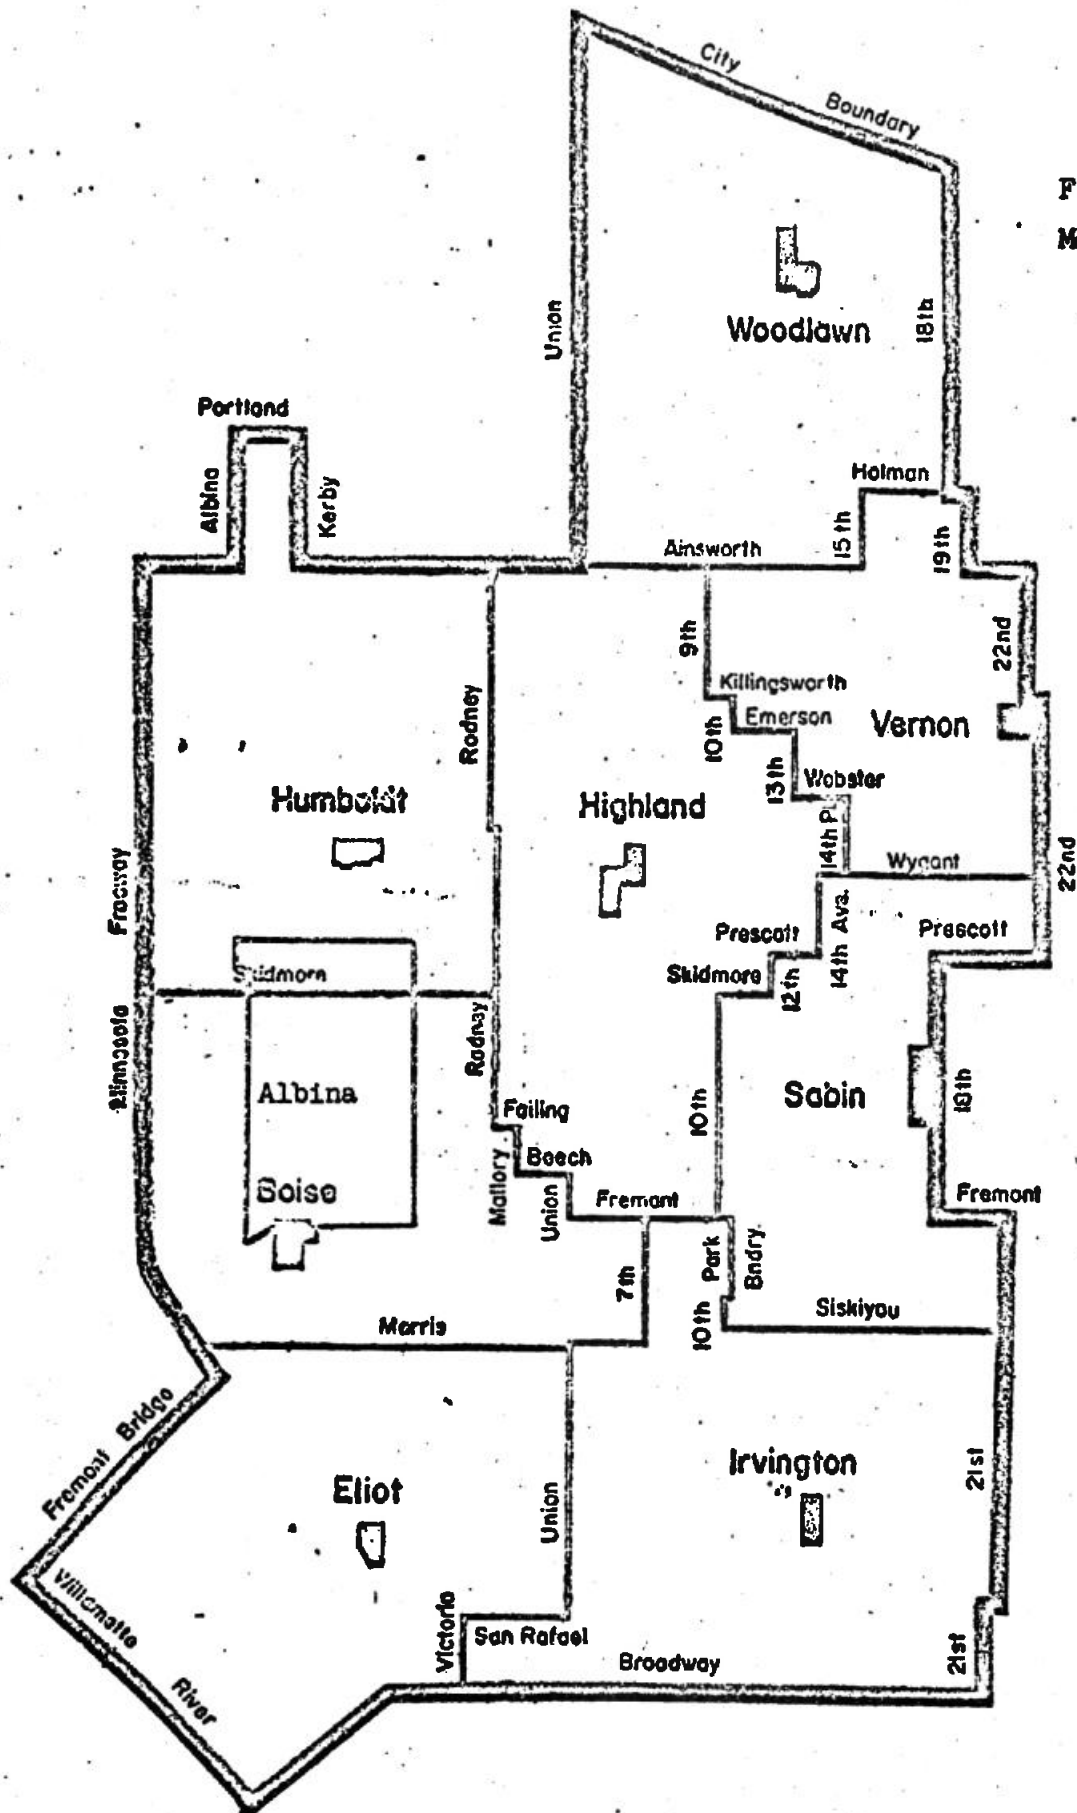 City
Boundary
F
M
Union
Woodlawn
18th
Portland
Albina
Kerby
Holman
15th
19th
Ainsworth
9th
22nd
Killingsworth
10th
Emerson
Vernon
Rodney
13th
Webster
Humboldt
Highland
14th Pl.
Wygant
22nd
Freeway
Prescott
14th Ave.
Prescott
Skidmore
Skidmore
12th
Minnesota
Rodney
Albina
10th
Sabin
18th
Failing
Mallory
Beech
Boise
Union
Fremont
Fremont
Park
Bndry.
7th
10th
Siskiyou
Morris
Fremont Bridge
Eliot
Union
Irvington
21st
Willamette
River
Victoria
San Rafael
Broadway
21st